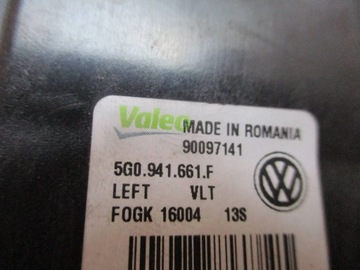 Valeo MADE IN ROMANIA
90097141
5G0.941.661.F
LEFT VLT
FOGK 16004 13S